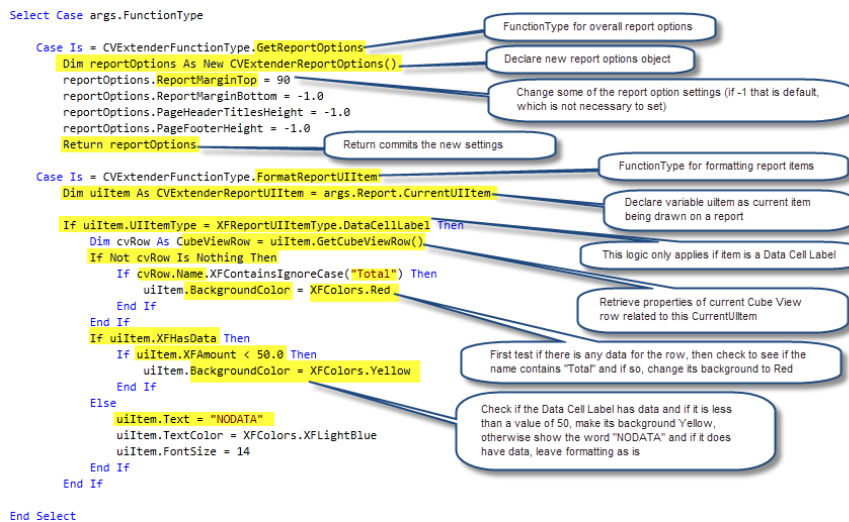 Select Case args.FunctionType
Case Is = CVExtenderFunctionType.GetReportOptions
Dim reportOptions As New CVExtenderReportOptions()
reportOptions.ReportMarginTop = 90
reportOptions.ReportMarginBottom = -1.0
reportOptions.PageHeaderTitlesHeight = -1.0
reportOptions.PageFooterHeight = -1.0
Return reportOptions
Case Is = CVExtenderFunctionType.FormatReportUIItem
Dim uiItem As CVExtenderReportUIItem = args.Report.CurrentUIItem
If uiItem.UIItemType = XFReportUIItemType.DataCellLabel Then
Dim cvRow As CubeViewRow = uiItem.GetCubeViewRow()
If Not cvRow Is Nothing Then
If cvRow.Name.XFContainsIgnoreCase("Total") Then
uiItem.BackgroundColor = XFColors.Red
End If
End If
If uiItem.XFHasData Then
If uiItem.XFAmount < 50.0 Then
uiItem.BackgroundColor = XFColors.Yellow
End If
Else
uiItem.Text = "NODATA"
uiItem.TextColor = XFColors.XFLightBlue
uiItem.FontSize = 14
End If
End If
End Select
FunctionType for overall report options
Declare new report options object
Change some of the report option settings (if -1 that is default,
which is not necessary to set)
Return commits the new settings
FunctionType for formatting report items
Declare variable uiItem as current item
being drawn on a report
This logic only applies if item is a Data Cell Label
Retrieve properties of current Cube View
row related to this CurrentUIItem
First test if there is any data for the row, then check to see if the
name contains "Total" and if so, change its background to Red
Check if the Data Cell Label has data and if it is less
than a value of 50, make its background Yellow,
otherwise show the word "NODATA" and if it does
have data, leave formatting as is